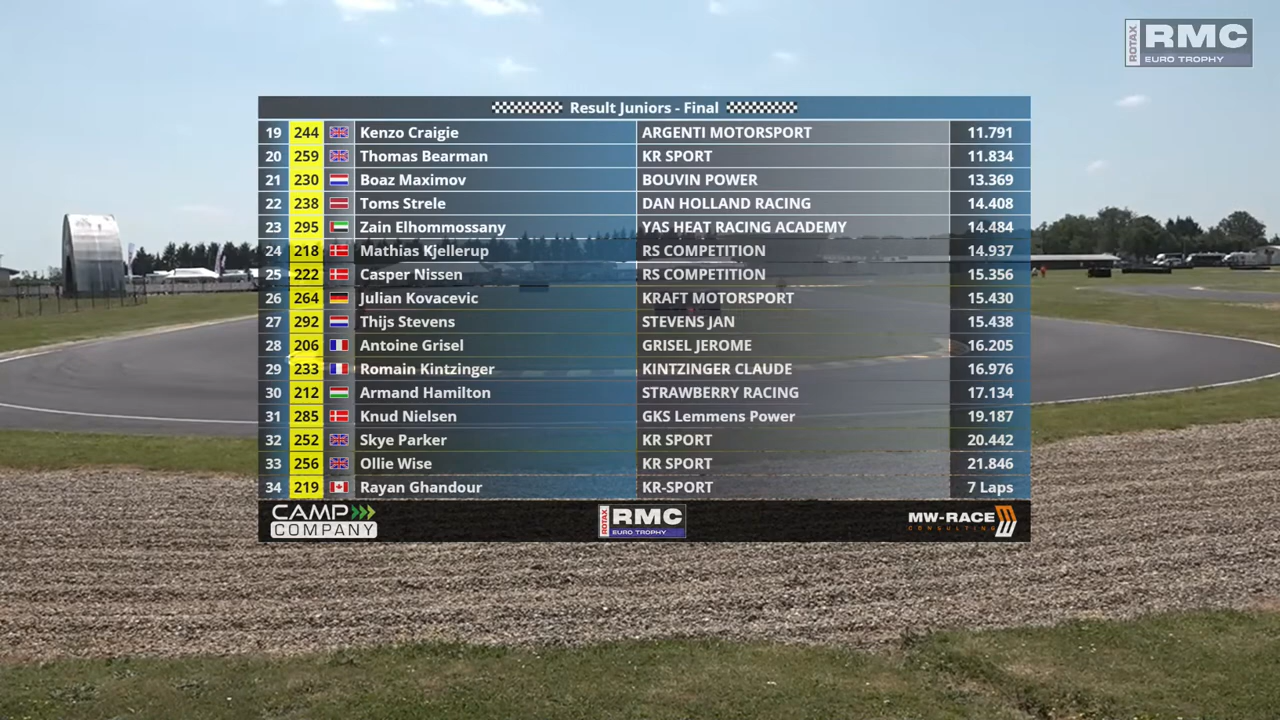 ROTAX RMC
EURO TROPHY
Result Juniors - Final
19 244 Kenzo Craigie ARGENTI MOTORSPORT 11.791
20 259 Thomas Bearman KR SPORT 11.834
21 230 Boaz Maximov BOUVIN POWER 13.369
22 238 Toms Strele DAN HOLLAND RACING 14.408
23 295 Zain Elhommossany YAS HEAT RACING ACADEMY 14.484
24 218 Mathias Kjellerup RS COMPETITION 14.937
25 222 Casper Nissen RS COMPETITION 15.356
26 264 Julian Kovacevic KRAFT MOTORSPORT 15.430
27 292 Thijs Stevens STEVENS JAN 15.438
28 206 Antoine Grisel GRISEL JEROME 16.205
29 233 Romain Kintzinger KINTZINGER CLAUDE 16.976
30 212 Armand Hamilton STRAWBERRY RACING 17.134
31 285 Knud Nielsen GKS Lemmens Power 19.187
32 252 Skye Parker KR SPORT 20.442
33 256 Ollie Wise KR SPORT 21.846
34 219 Rayan Ghandour KR-SPORT 7 Laps
CAMP
COMPANY
ROTAX RMC
EURO TROPHY
MW-RACE
CONSULTING